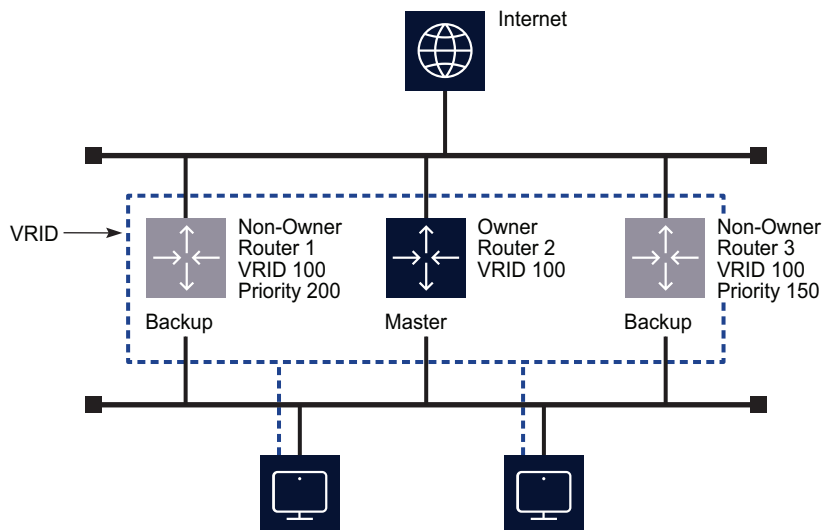 Internet
VRID
Non-Owner
Router 1
VRID 100
Priority 200
Backup
Owner
Router 2
VRID 100
Master
Non-Owner
Router 3
VRID 100
Priority 150
Backup